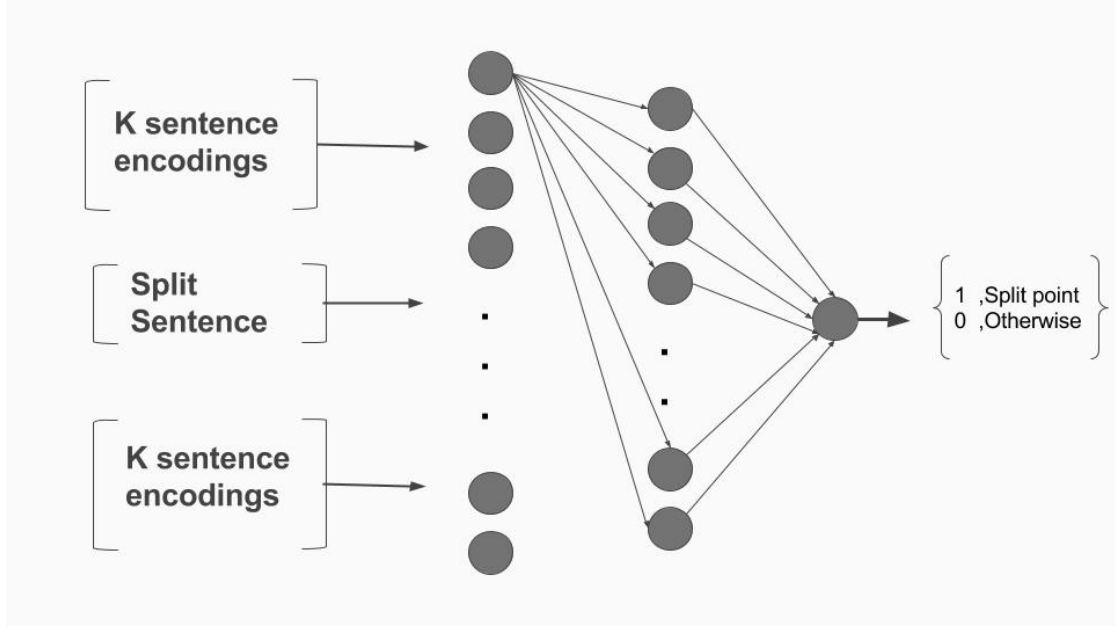 K sentence
encodings
Split
Sentence
K sentence
encodings
1 ,Split point
0 ,Otherwise